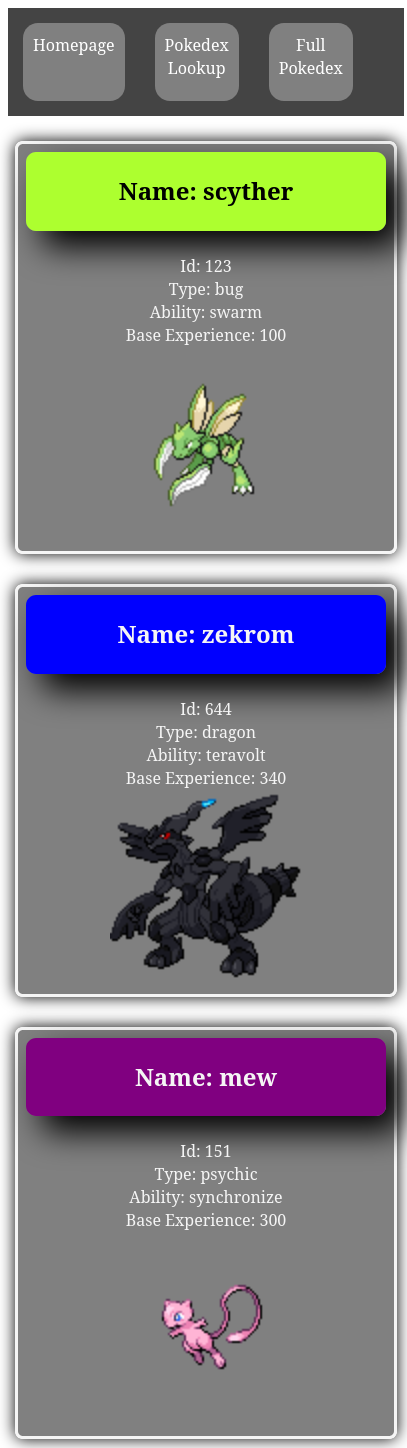 Homepage
Pokedex
Lookup
Full
Pokedex
Name: scyther
Id: 123
Type: bug
Ability: swarm
Base Experience: 100
Name: zekrom
Id: 644
Type: dragon
Ability: teravolt
Base Experience: 340
Name: mew
Id: 151
Type: psychic
Ability: synchronize
Base Experience: 300